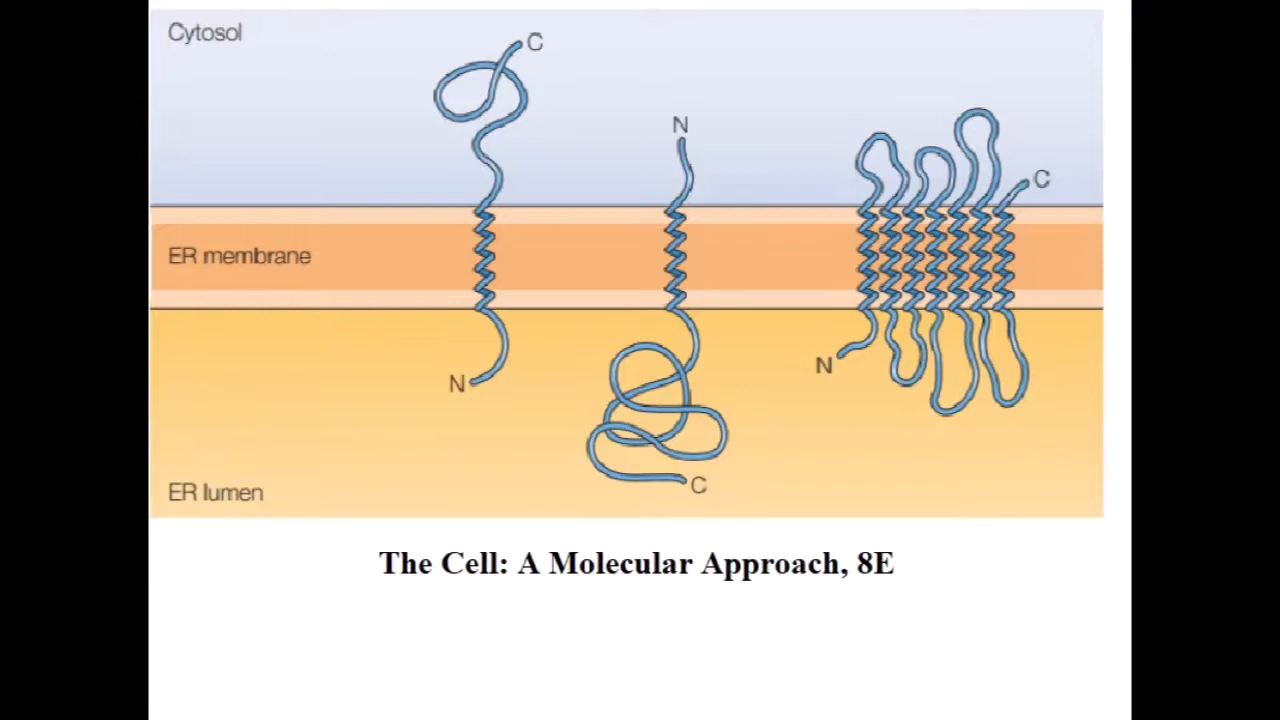 Cytosol
C
N
C
ER membrane
N
N
C
ER lumen
The Cell: A Molecular Approach, 8E